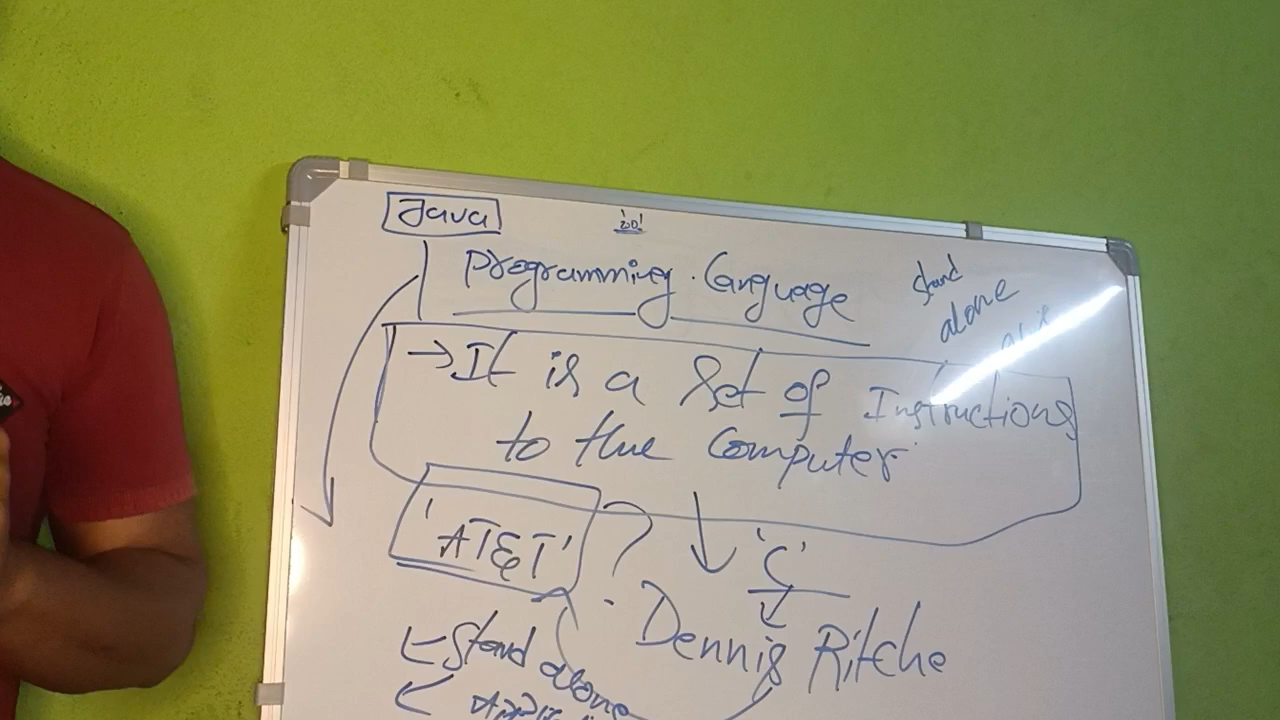 Java
Programming Language
stand
alone
→ It is a Set of Instructions
to the Computer
'AT&T' ?
'C'
Dennis Ritche
Stand alone